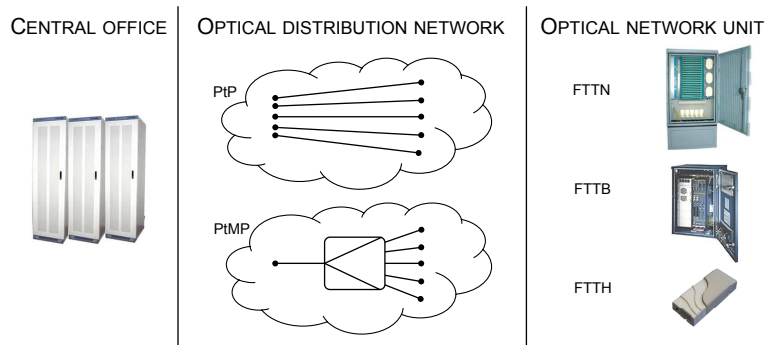 CENTRAL OFFICE
OPTICAL DISTRIBUTION NETWORK
OPTICAL NETWORK UNIT
PtP
PtMP
FTTN
FTTB
FTTH